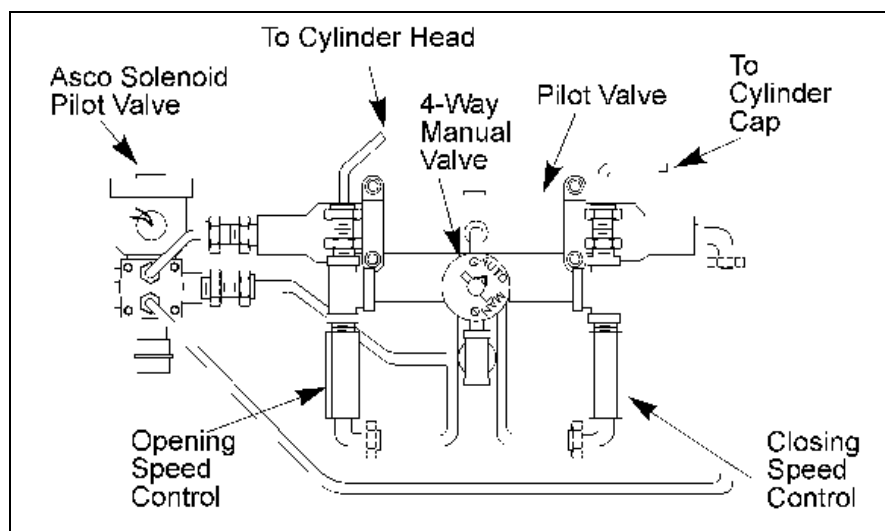 To Cylinder Head
Asco Solenoid
Pilot Valve
4-Way
Manual
Valve
Pilot Valve
To
Cylinder
Cap
AUTO
MAN
Opening
Speed
Control
Closing
Speed
Control